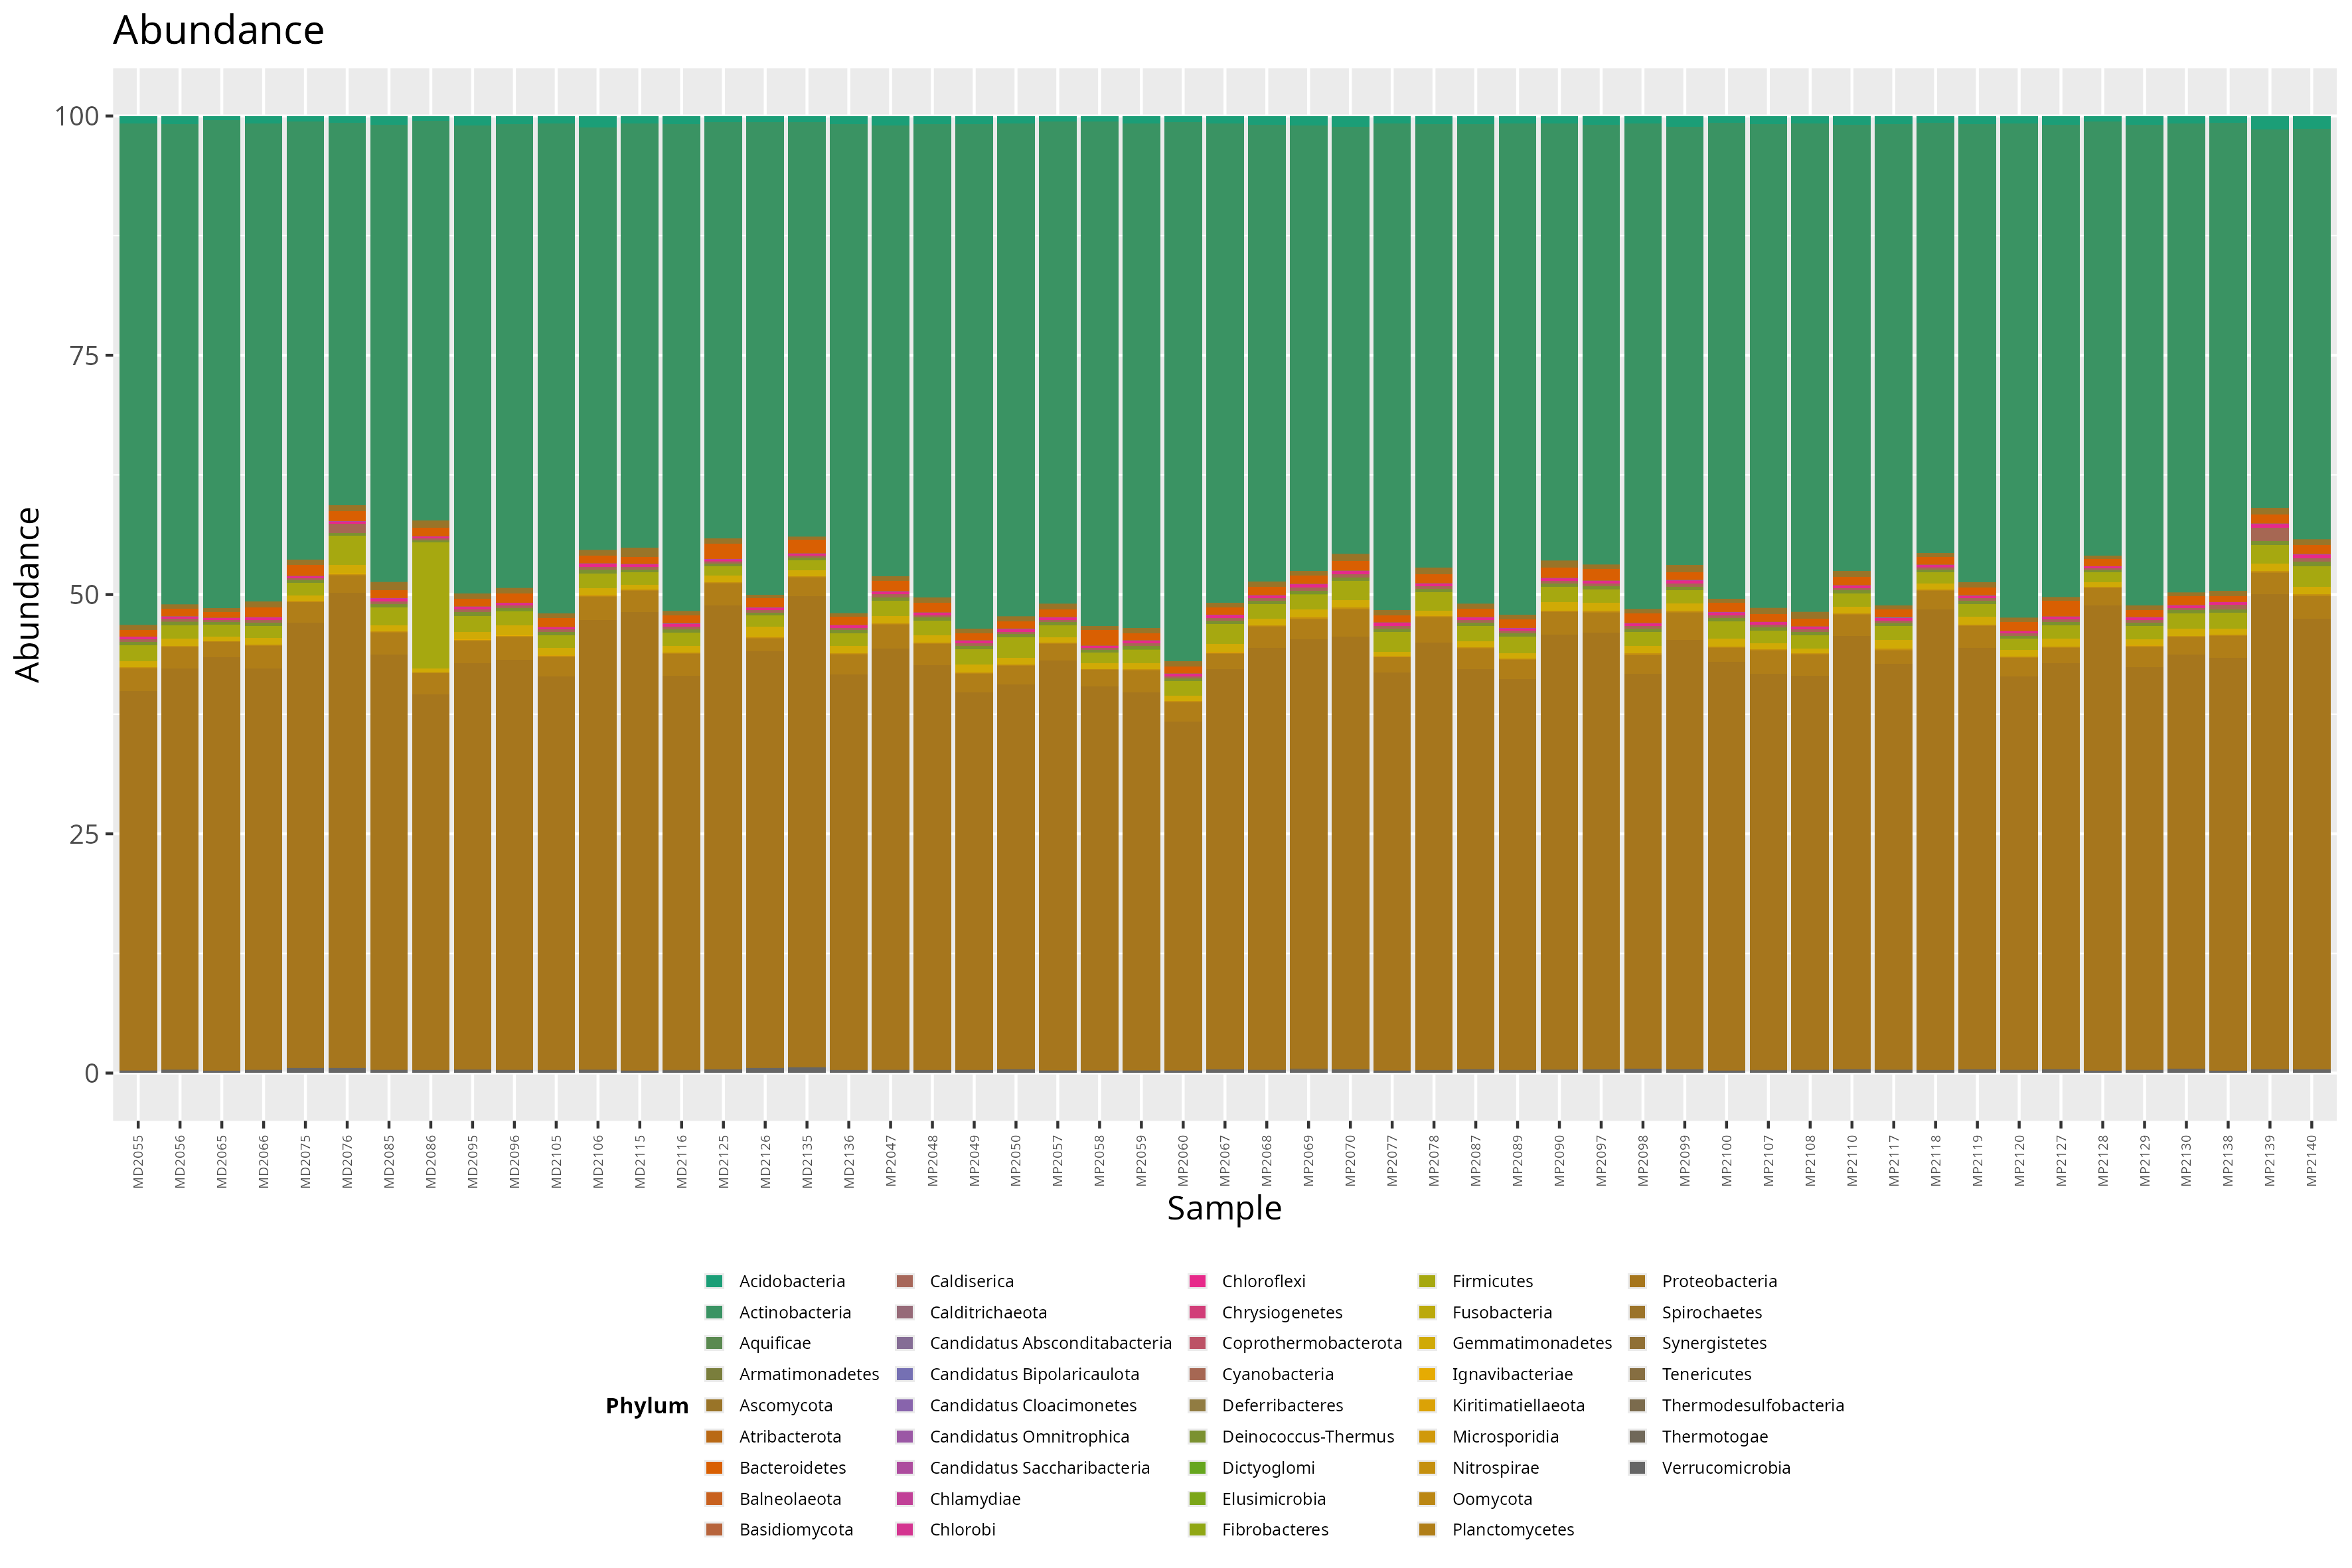 Abundance
100
75
50
25
0
Abundance
MD2055 MD2056 MD2065 MD2066 MD2075 MD2076 MD2085 MD2086 MD2095 MD2096 MD2105 MD2106 MD2115 MD2116 MD2125 MD2126 MD2135 MD2136 MP2047 MP2048 MP2049 MP2050 MP2057 MP2058 MP2059 MP2060 MP2067 MP2068 MP2069 MP2070 MP2077 MP2078 MP2087 MP2089 MP2090 MP2097 MP2098 MP2099 MP2100 MP2107 MP2108 MP2110 MP2117 MP2118 MP2119 MP2120 MP2127 MP2128 MP2129 MP2130 MP2138 MP2139 MP2140
Sample
Phylum
Acidobacteria
Actinobacteria
Aquificae
Armatimonadetes
Ascomycota
Atribacterota
Bacteroidetes
Balneolaeota
Basidiomycota
Caldiserica
Calditrichaeota
Candidatus Absconditabacteria
Candidatus Bipolaricaulota
Candidatus Cloacimonetes
Candidatus Omnitrophica
Candidatus Saccharibacteria
Chlamydiae
Chlorobi
Chloroflexi
Chrysiogenetes
Coprothermobacterota
Cyanobacteria
Deferribacteres
Deinococcus-Thermus
Dictyoglomi
Elusimicrobia
Fibrobacteres
Firmicutes
Fusobacteria
Gemmatimonadetes
Ignavibacteriae
Kiritimatiellaeota
Microsporidia
Nitrospirae
Oomycota
Planctomycetes
Proteobacteria
Spirochaetes
Synergistetes
Tenericutes
Thermodesulfobacteria
Thermotogae
Verrucomicrobia